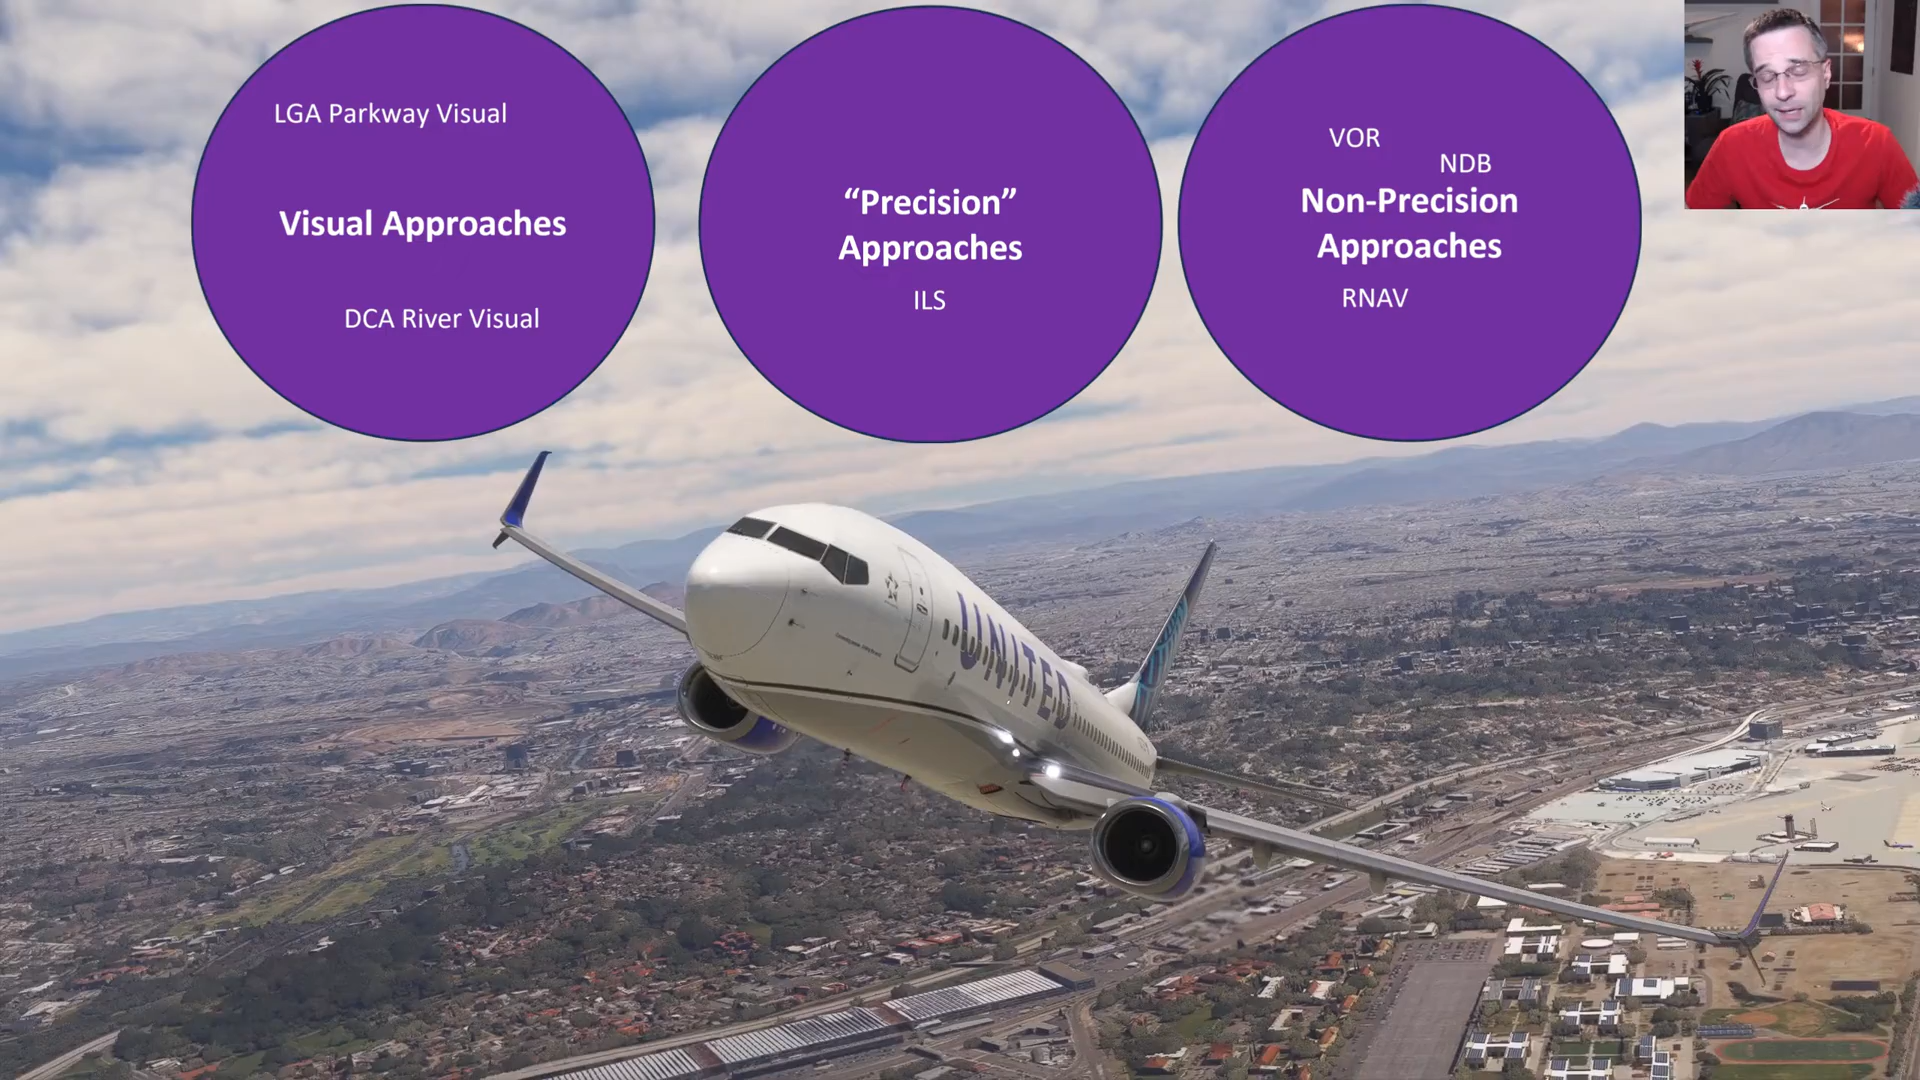 LGA Parkway Visual
Visual Approaches
DCA River Visual
“Precision”
Approaches
ILS
VOR
NDB
Non-Precision
Approaches
RNAV
UNITED